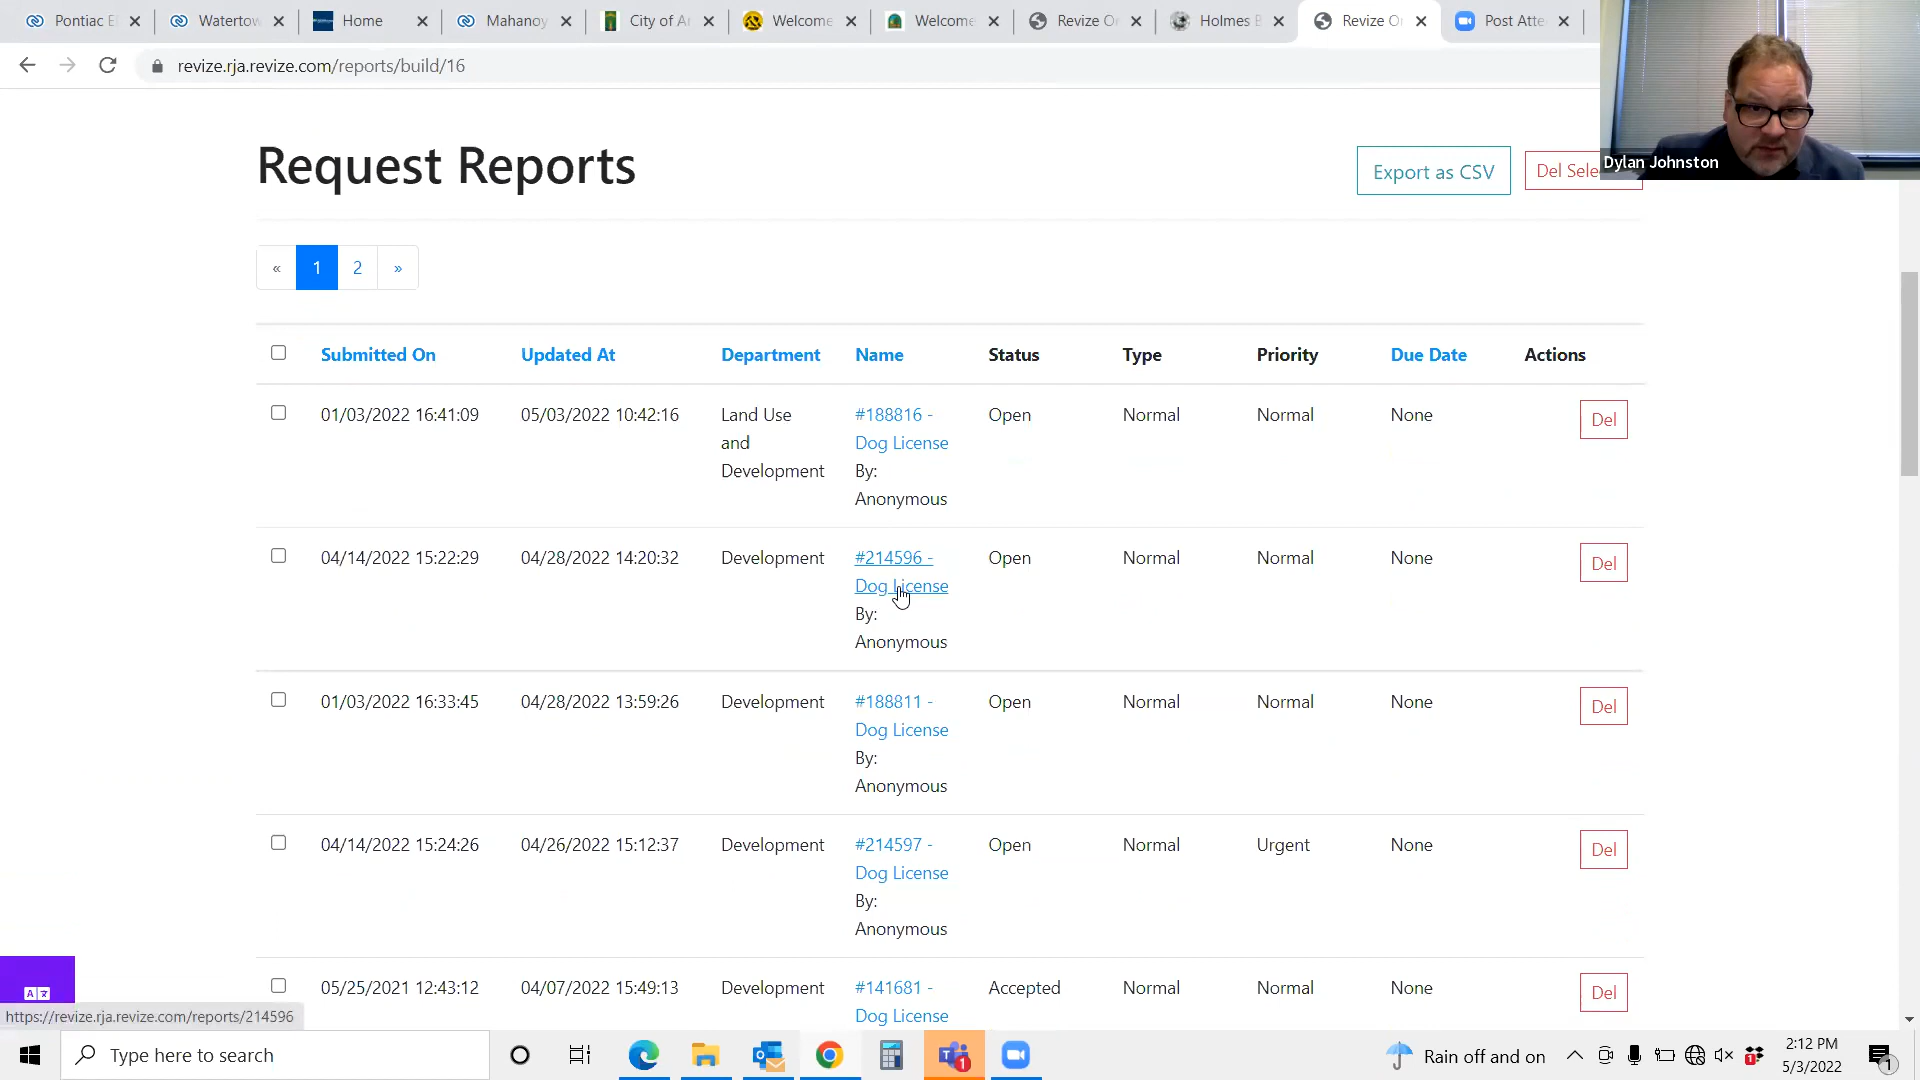 Pontiac E
Watertow
Home
Mahanoy
City of A
Welcome
Welcome
Revize O
Holmes B
Revize O
Post Atte
revize.rja.revize.com/reports/build/16
Dylan Johnston
Request Reports
Export as CSV
Del Sele
« 1 2 »
Submitted On Updated At Department Name Status Type Priority Due Date Actions
01/03/2022 16:41:09 05/03/2022 10:42:16 Land Use #188816 - Open Normal Normal None Del
and Dog License
Development By:
Anonymous
04/14/2022 15:22:29 04/28/2022 14:20:32 Development #214596 - Open Normal Normal None Del
Dog License
By:
Anonymous
01/03/2022 16:33:45 04/28/2022 13:59:26 Development #188811 - Open Normal Normal None Del
Dog License
By:
Anonymous
04/14/2022 15:24:26 04/26/2022 15:12:37 Development #214597 - Open Normal Urgent None Del
Dog License
By:
Anonymous
05/25/2021 12:43:12 04/07/2022 15:49:13 Development #141681 - Accepted Normal Normal None Del
Dog License
https://revize.rja.revize.com/reports/214596
Type here to search
1
Rain off and on
2:12 PM
5/3/2022
1